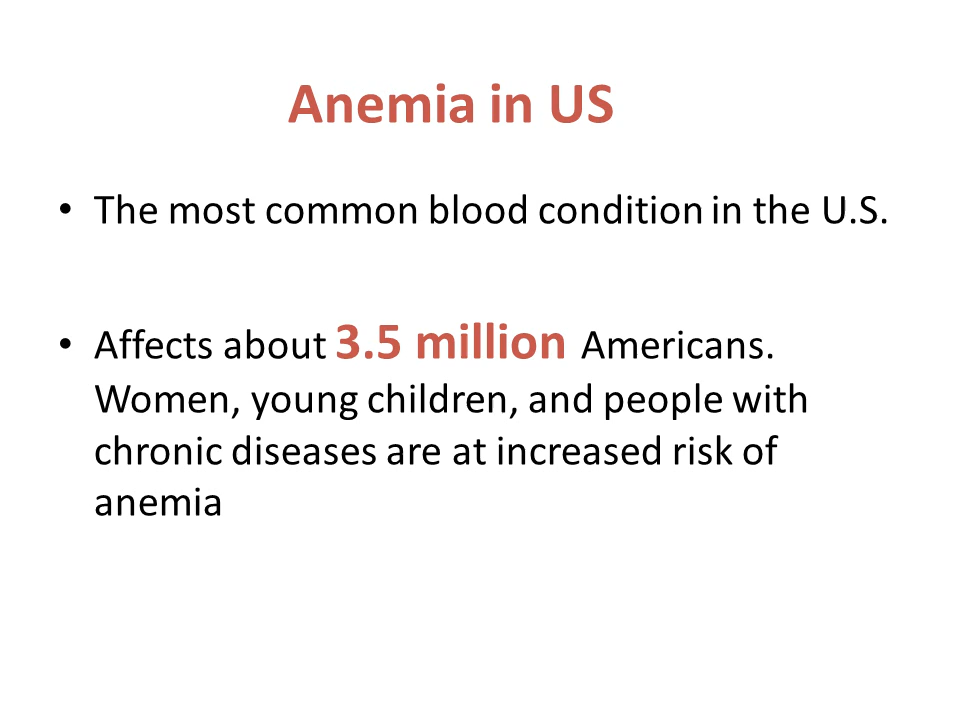 Anemia in US
• The most common blood condition in the U.S.
• Affects about 3.5 million Americans.
Women, young children, and people with
chronic diseases are at increased risk of
anemia